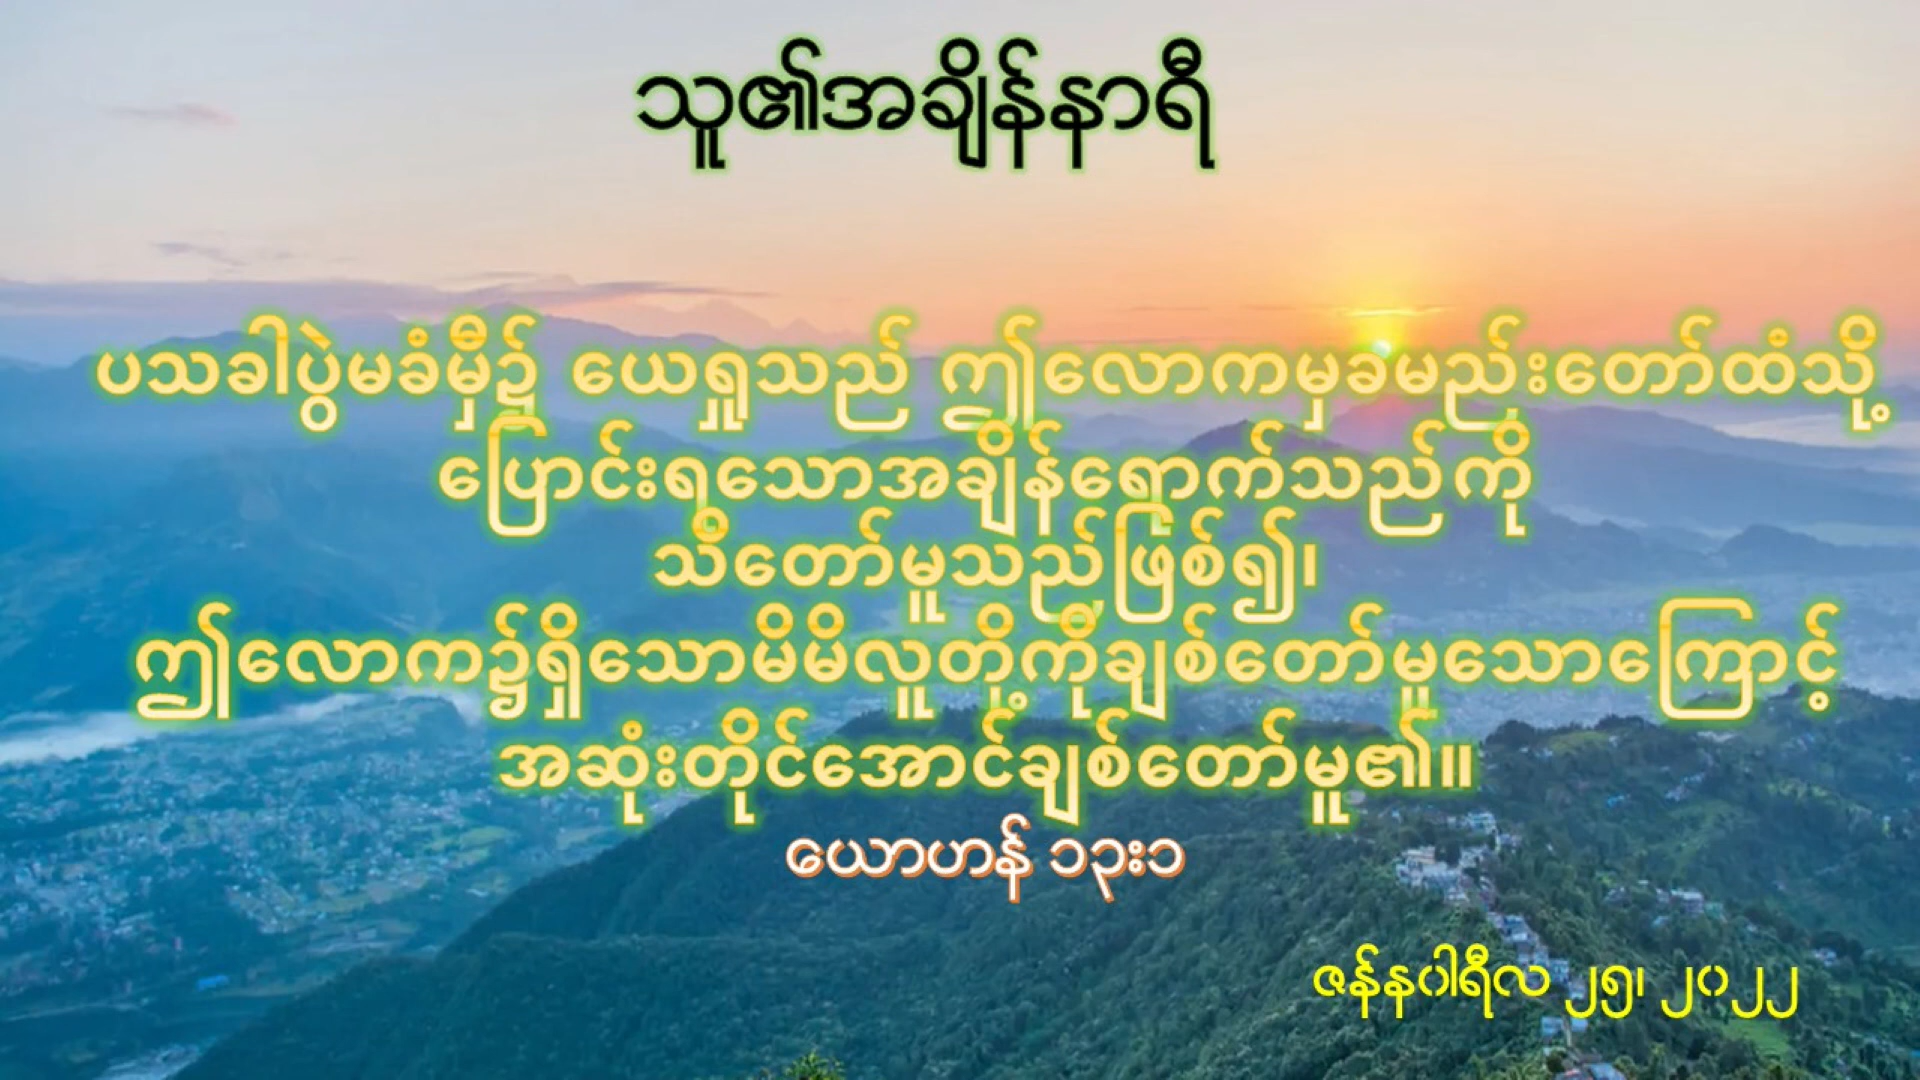 သူ၏အချိန်နာရီ
ပသခါပွဲမခံမှီ၌ ယေရှုသည် ဤလောကမှခမည်းတော်ထံသို့
ပြောင်းရသောအချိန်ရောက်သည်ကို
သိတော်မူသည်ဖြစ်၍၊
ဤလောက၌ရှိသောမိမိလူတို့ကိုချစ်တော်မူသောကြောင့်
အဆုံးတိုင်အောင်ချစ်တော်မူ၏။
ယောဟန် ၁၃း၁
ဇန်နဝါရီလ ၂၅၊ ၂၀၂၂